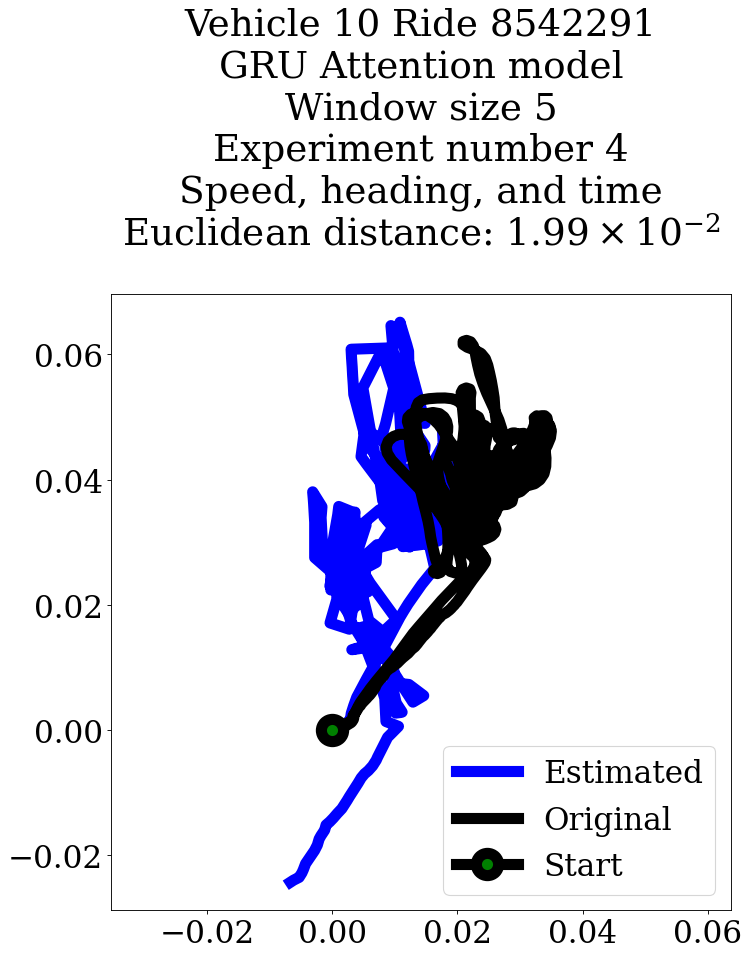 Vehicle 10 Ride 8542291
GRU Attention model
Window size 5
Experiment number 4
Speed, heading, and time
Euclidean distance: 1.99 × 10⁻²
0.06
0.04
0.02
0.00
−0.02
Estimated
Original
Start
−0.02 0.00 0.02 0.04 0.06